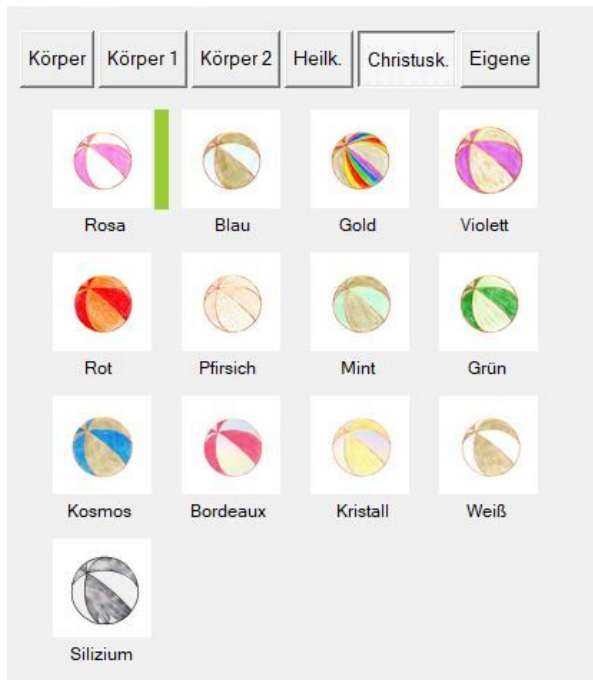 Körper Körper 1 Körper 2 Heilk. Christusk. Eigene
Rosa Blau Gold Violett
Rot Pfirsich Mint Grün
Kosmos Bordeaux Kristall Weiß
Silizium